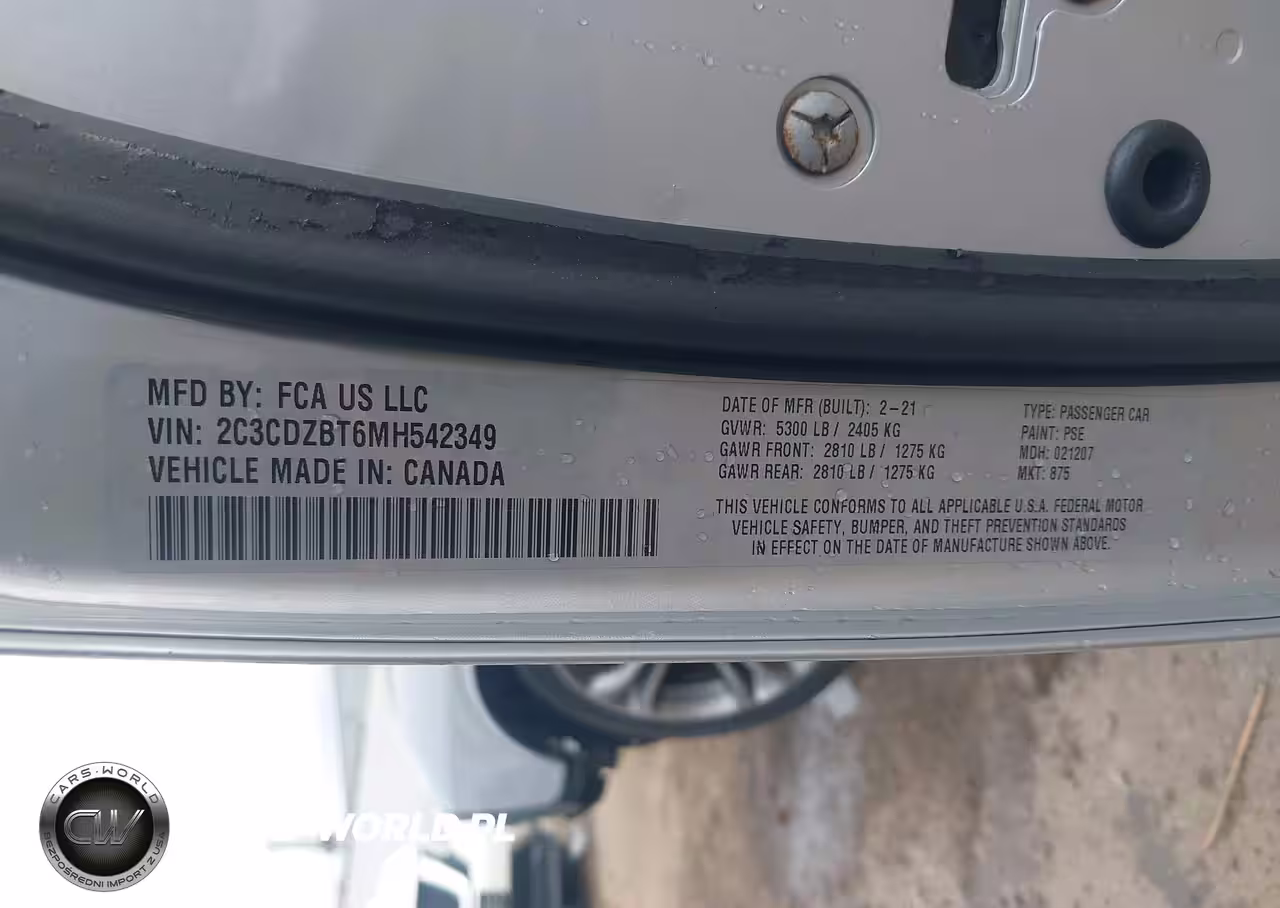 MFD BY: FCA US LLC
VIN: 2C3CDZBT6MH542349
VEHICLE MADE IN: CANADA
DATE OF MFR (BUILT): 2-21
GVWR: 5300 LB / 2405 KG
GAWR FRONT: 2810 LB / 1275 KG
GAWR REAR: 2810 LB / 1275 KG
TYPE: PASSENGER CAR
PAINT: PSE
MDH: 021207
MKT: 875
THIS VEHICLE CONFORMS TO ALL APPLICABLE U.S.A. FEDERAL MOTOR
VEHICLE SAFETY, BUMPER, AND THEFT PREVENTION STANDARDS
IN EFFECT ON THE DATE OF MANUFACTURE SHOWN ABOVE.
CARS-WORLD
CW
BEZPOŚREDNI IMPORT Z USA
WORLD.PL